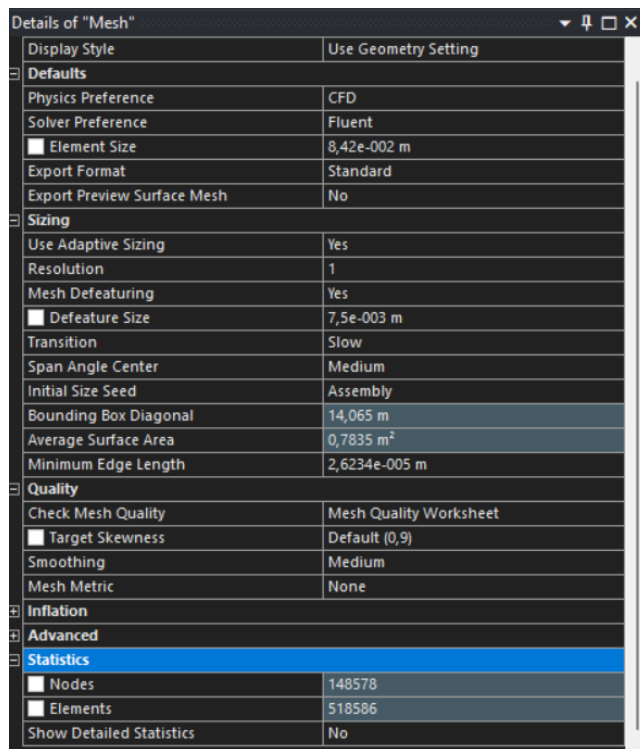 Details of "Mesh"
Display Style Use Geometry Setting
Defaults
Physics Preference CFD
Solver Preference Fluent
Element Size 8,42e-002 m
Export Format Standard
Export Preview Surface Mesh No
Sizing
Use Adaptive Sizing Yes
Resolution 1
Mesh Defeaturing Yes
Defeature Size 7,5e-003 m
Transition Slow
Span Angle Center Medium
Initial Size Seed Assembly
Bounding Box Diagonal 14,065 m
Average Surface Area 0,7835 m²
Minimum Edge Length 2,6234e-005 m
Quality
Check Mesh Quality Mesh Quality Worksheet
Target Skewness Default (0,9)
Smoothing Medium
Mesh Metric None
Inflation
Advanced
Statistics
Nodes 148578
Elements 518586
Show Detailed Statistics No